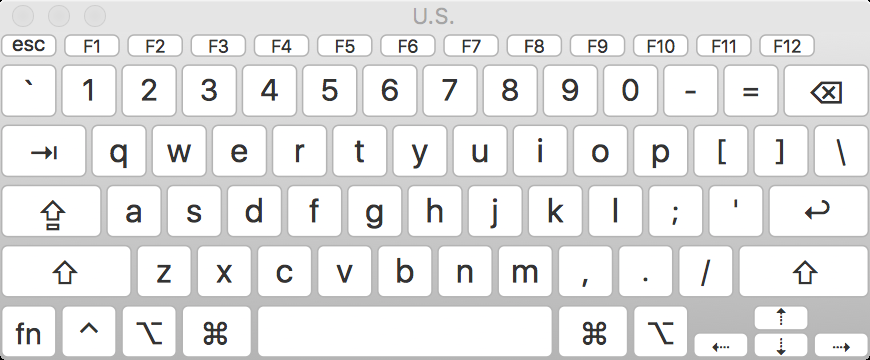 U.S.
esc F1 F2 F3 F4 F5 F6 F7 F8 F9 F10 F11 F12
` 1 2 3 4 5 6 7 8 9 0 - = ⌫
⇥ q w e r t y u i o p [ ] \
⇪ a s d f g h j k l ; ' ↩
⇧ z x c v b n m , . / ⇧
fn ^ ⌥ ⌘ ⌘ ⌥ ⇠ ⇡ ⇣ ⇢